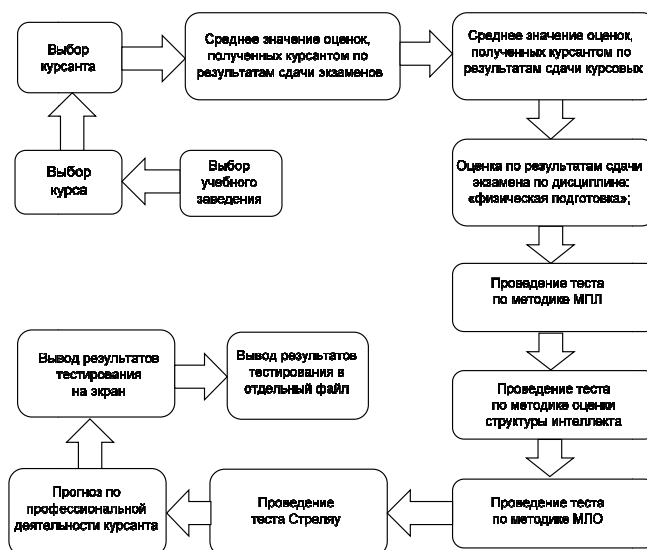 Выбор
курсанта
Среднее значение оценок,
полученных курсантом по
результатам сдачи экзаменов
Среднее значение оценок,
полученных курсантом по
результатам сдачи курсовых
Выбор
курса
Выбор
учебного
заведения
Оценка по результатам сдачи
экзамена по дисциплине:
«физическая подготовка»;
Проведение теста
по методике МПЛ
Вывод результатов
тестирования
на экран
Вывод результатов
тестирования в
отдельный файл
Проведение теста
по методике оценки
структуры интеллекта
Прогноз по
профессиональной
деятельности курсанта
Проведение
теста Стреляу
Проведение теста
по методике МЛО